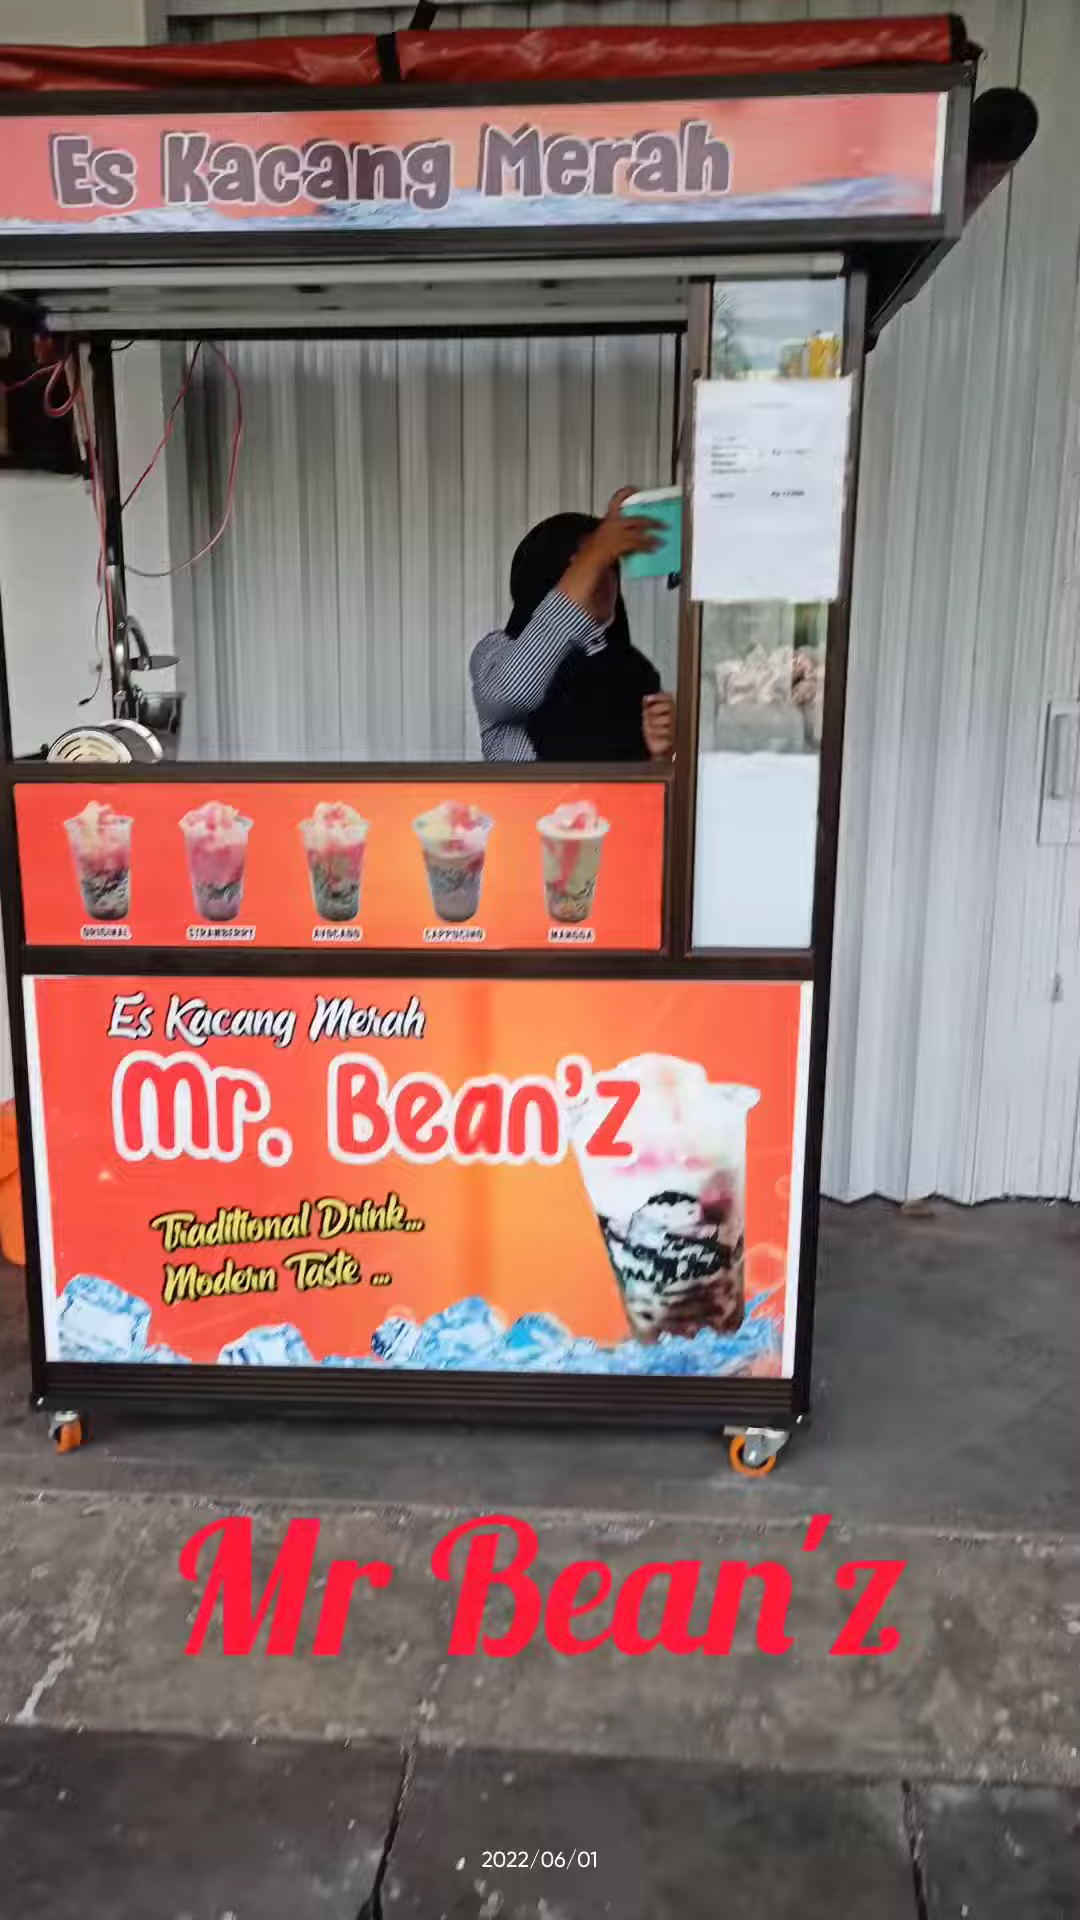 Es Kacang Merah
ORIGINAL
STRAWBERRY
AVOCADO
CAPPUCINO
MANGGA
Es Kacang Merah
Mr. Bean'z
Traditional Drink...
Modern Taste ...
Mr Bean'z
2022/06/01